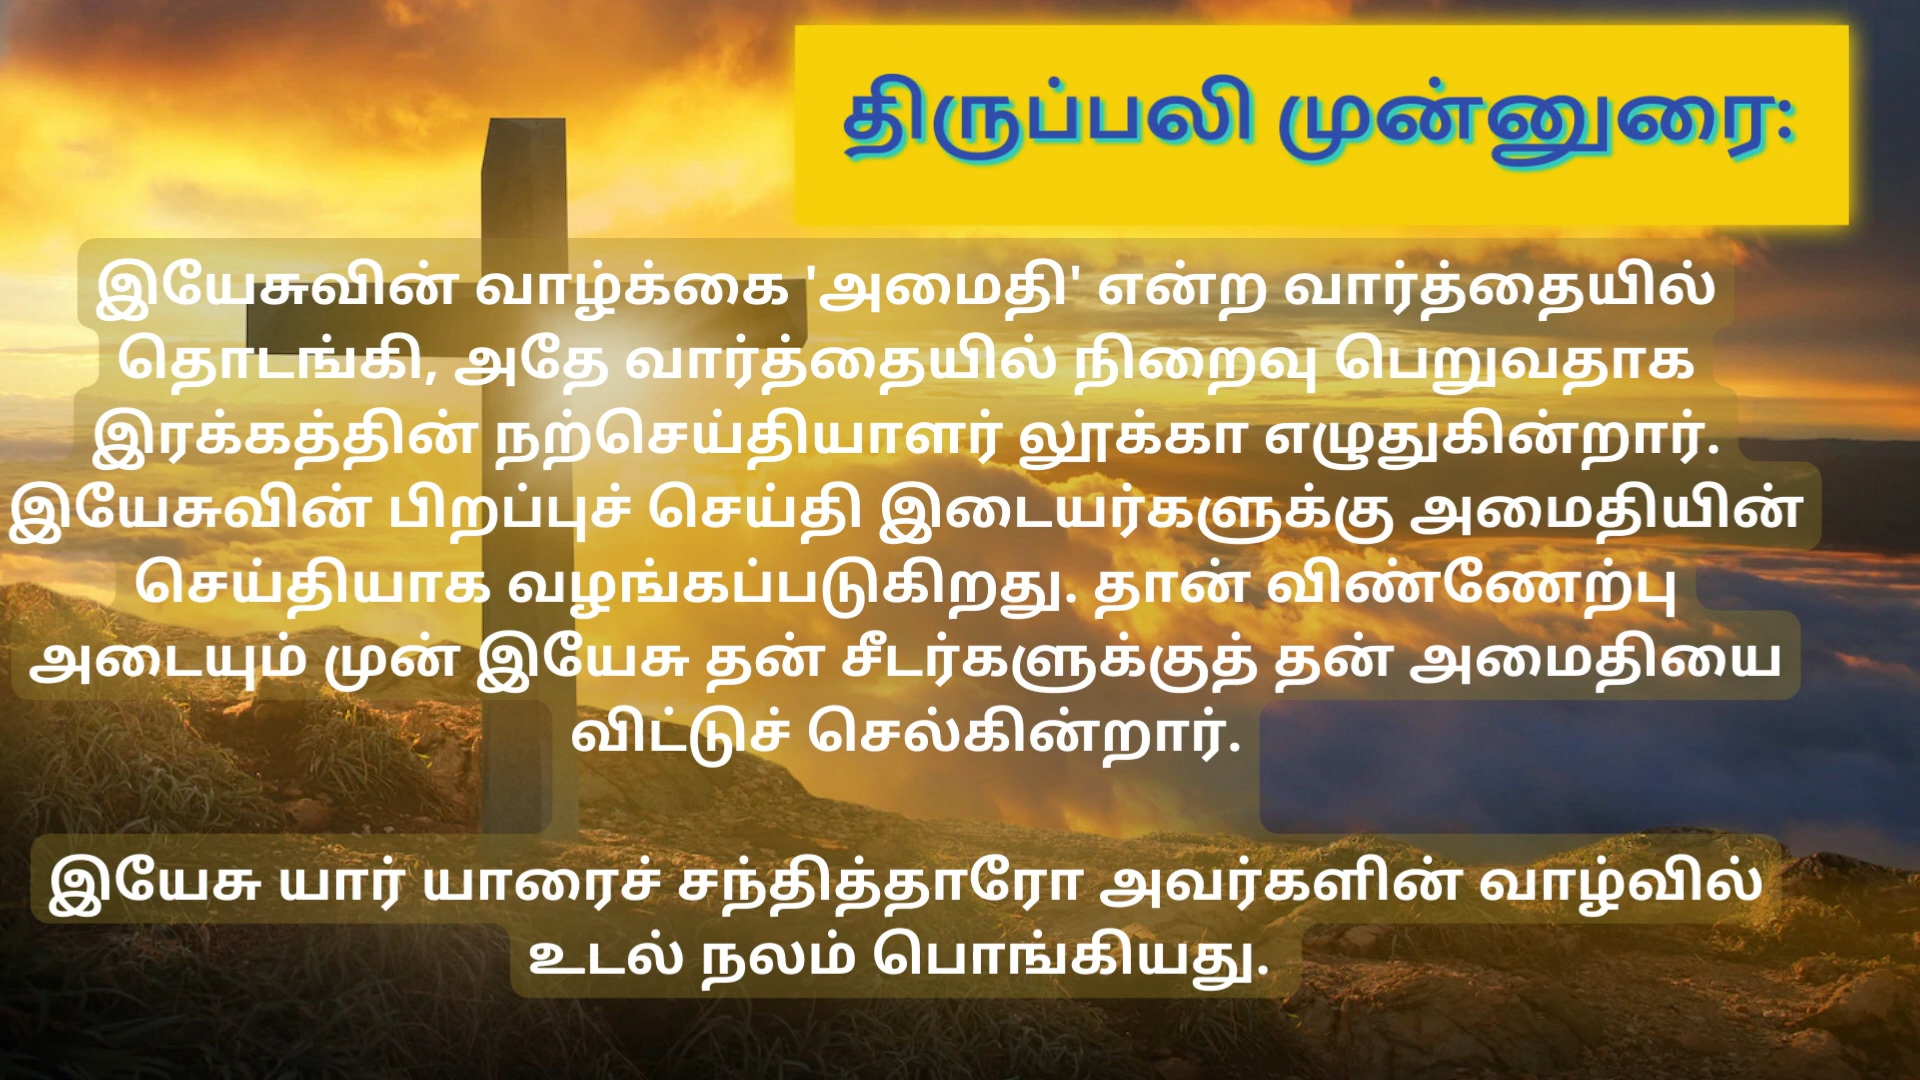 திருப்பலி முன்னுரை:
இயேசுவின் வாழ்க்கை 'அமைதி' என்ற வார்த்தையில்
தொடங்கி, அதே வார்த்தையில் நிறைவு பெறுவதாக
இரக்கத்தின் நற்செய்தியாளர் லூக்கா எழுதுகின்றார்.
இயேசுவின் பிறப்புச் செய்தி இடையர்களுக்கு அமைதியின்
செய்தியாக வழங்கப்படுகிறது. தான் விண்ணேற்பு
அடையும் முன் இயேசு தன் சீடர்களுக்குத் தன் அமைதியை
விட்டுச் செல்கின்றார்.
இயேசு யார் யாரைச் சந்தித்தாரோ அவர்களின் வாழ்வில்
உடல் நலம் பொங்கியது.